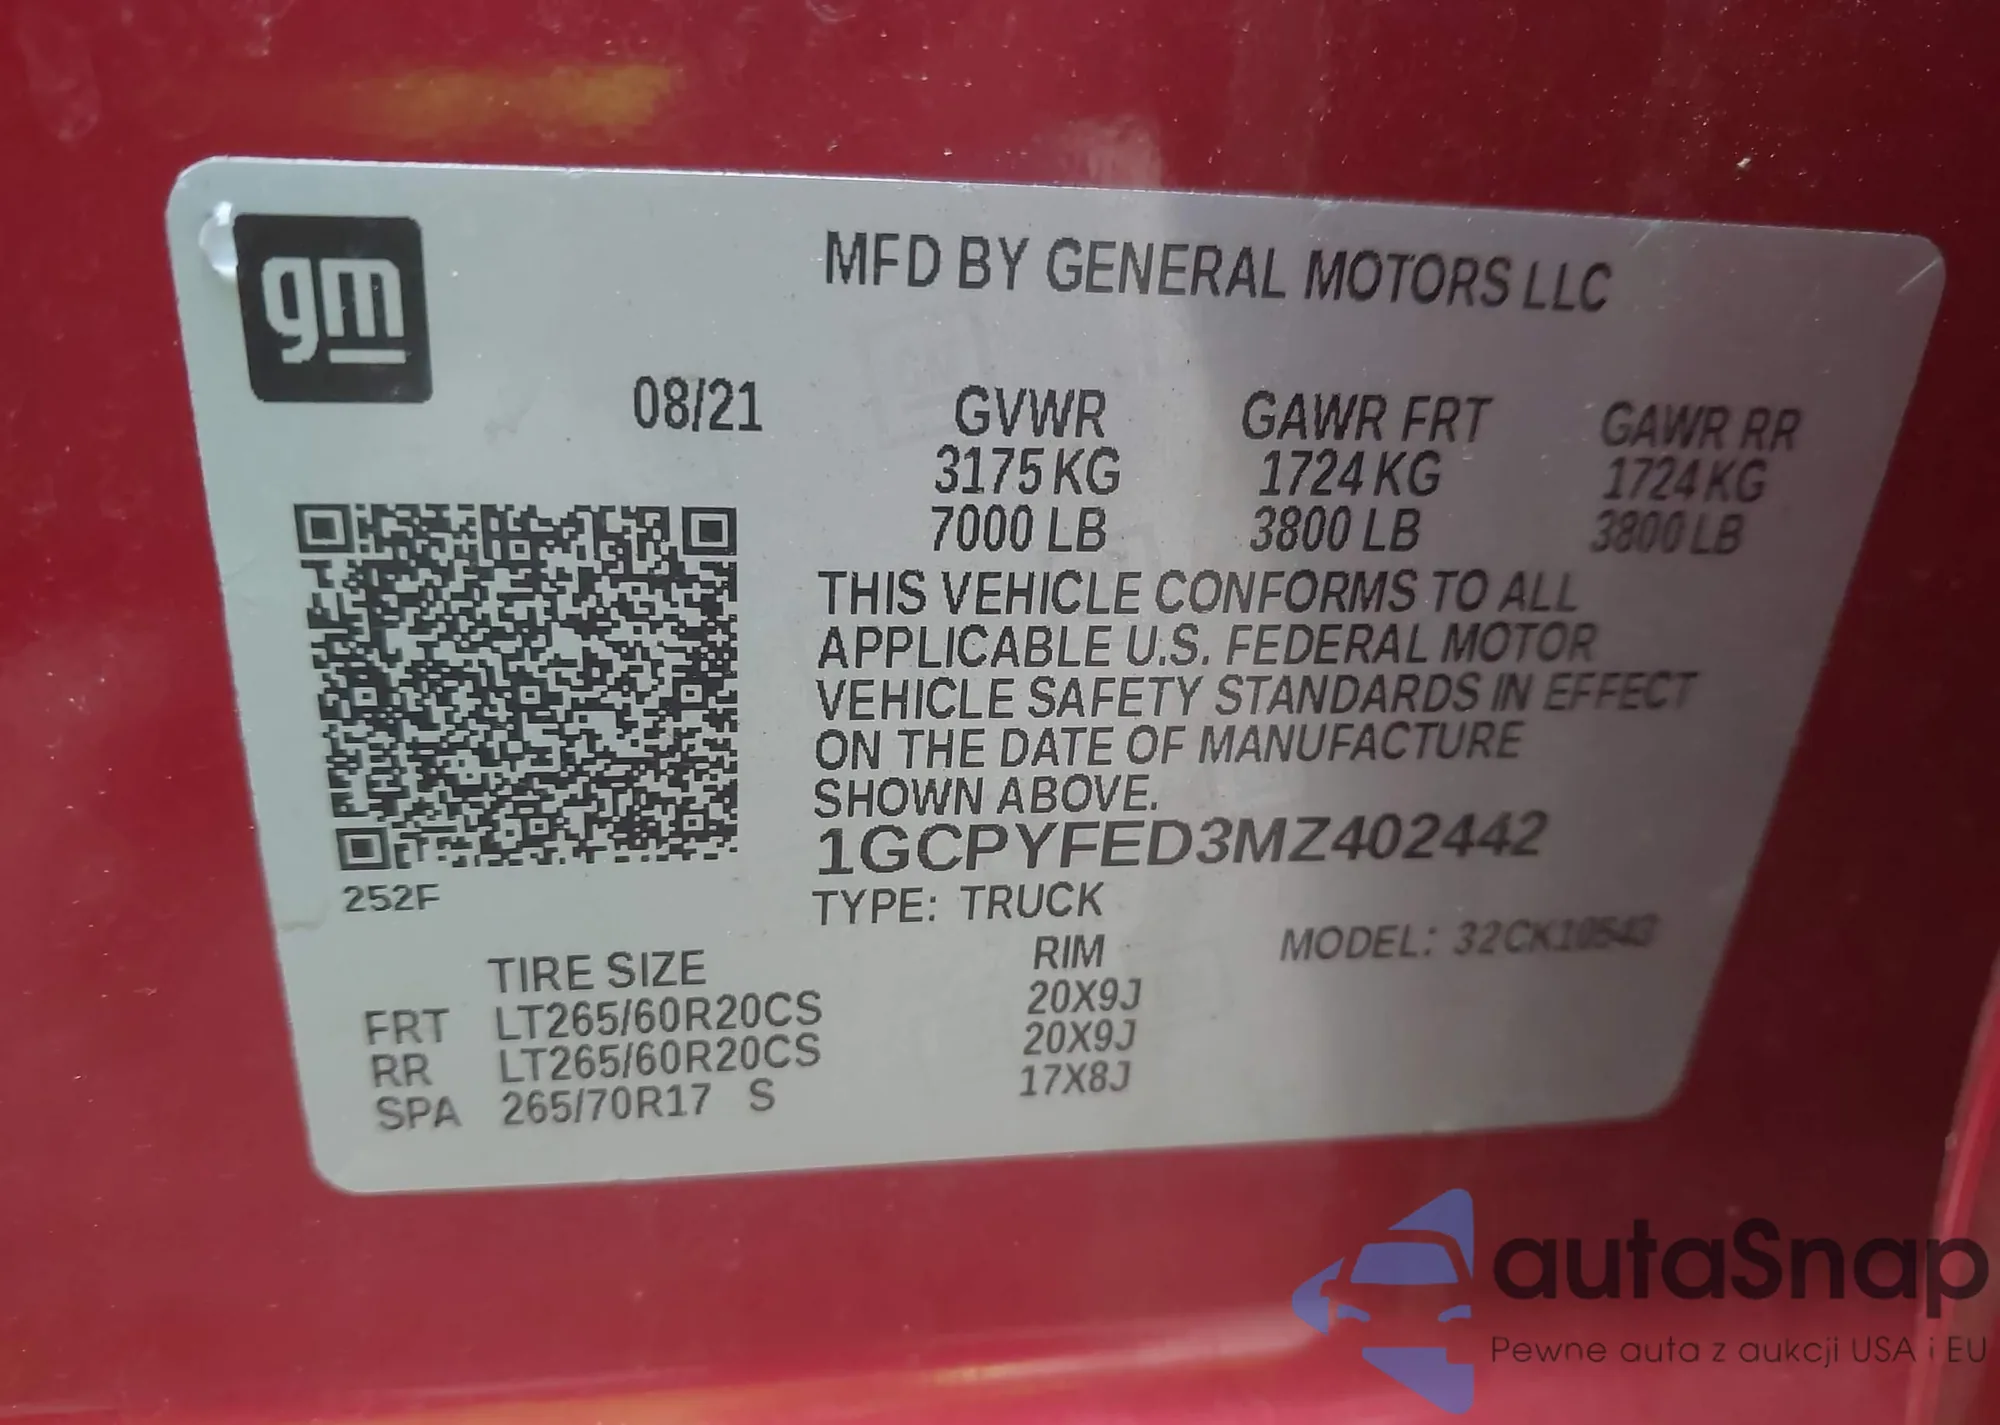 gm
MFD BY GENERAL MOTORS LLC
08/21
GVWR GAWR FRT GAWR RR
3175 KG 1724 KG 1724 KG
7000 LB 3800 LB 3800 LB
THIS VEHICLE CONFORMS TO ALL
APPLICABLE U.S. FEDERAL MOTOR
VEHICLE SAFETY STANDARDS IN EFFECT
ON THE DATE OF MANUFACTURE
SHOWN ABOVE.
1GCPYFED3MZ402442
252F
TYPE: TRUCK
MODEL: 32CK10543
TIRE SIZE RIM
FRT LT265/60R20CS 20X9J
RR LT265/60R20CS 20X9J
SPA 265/70R17 S 17X8J
autaSnap
Pewne auta z aukcji USA i EU